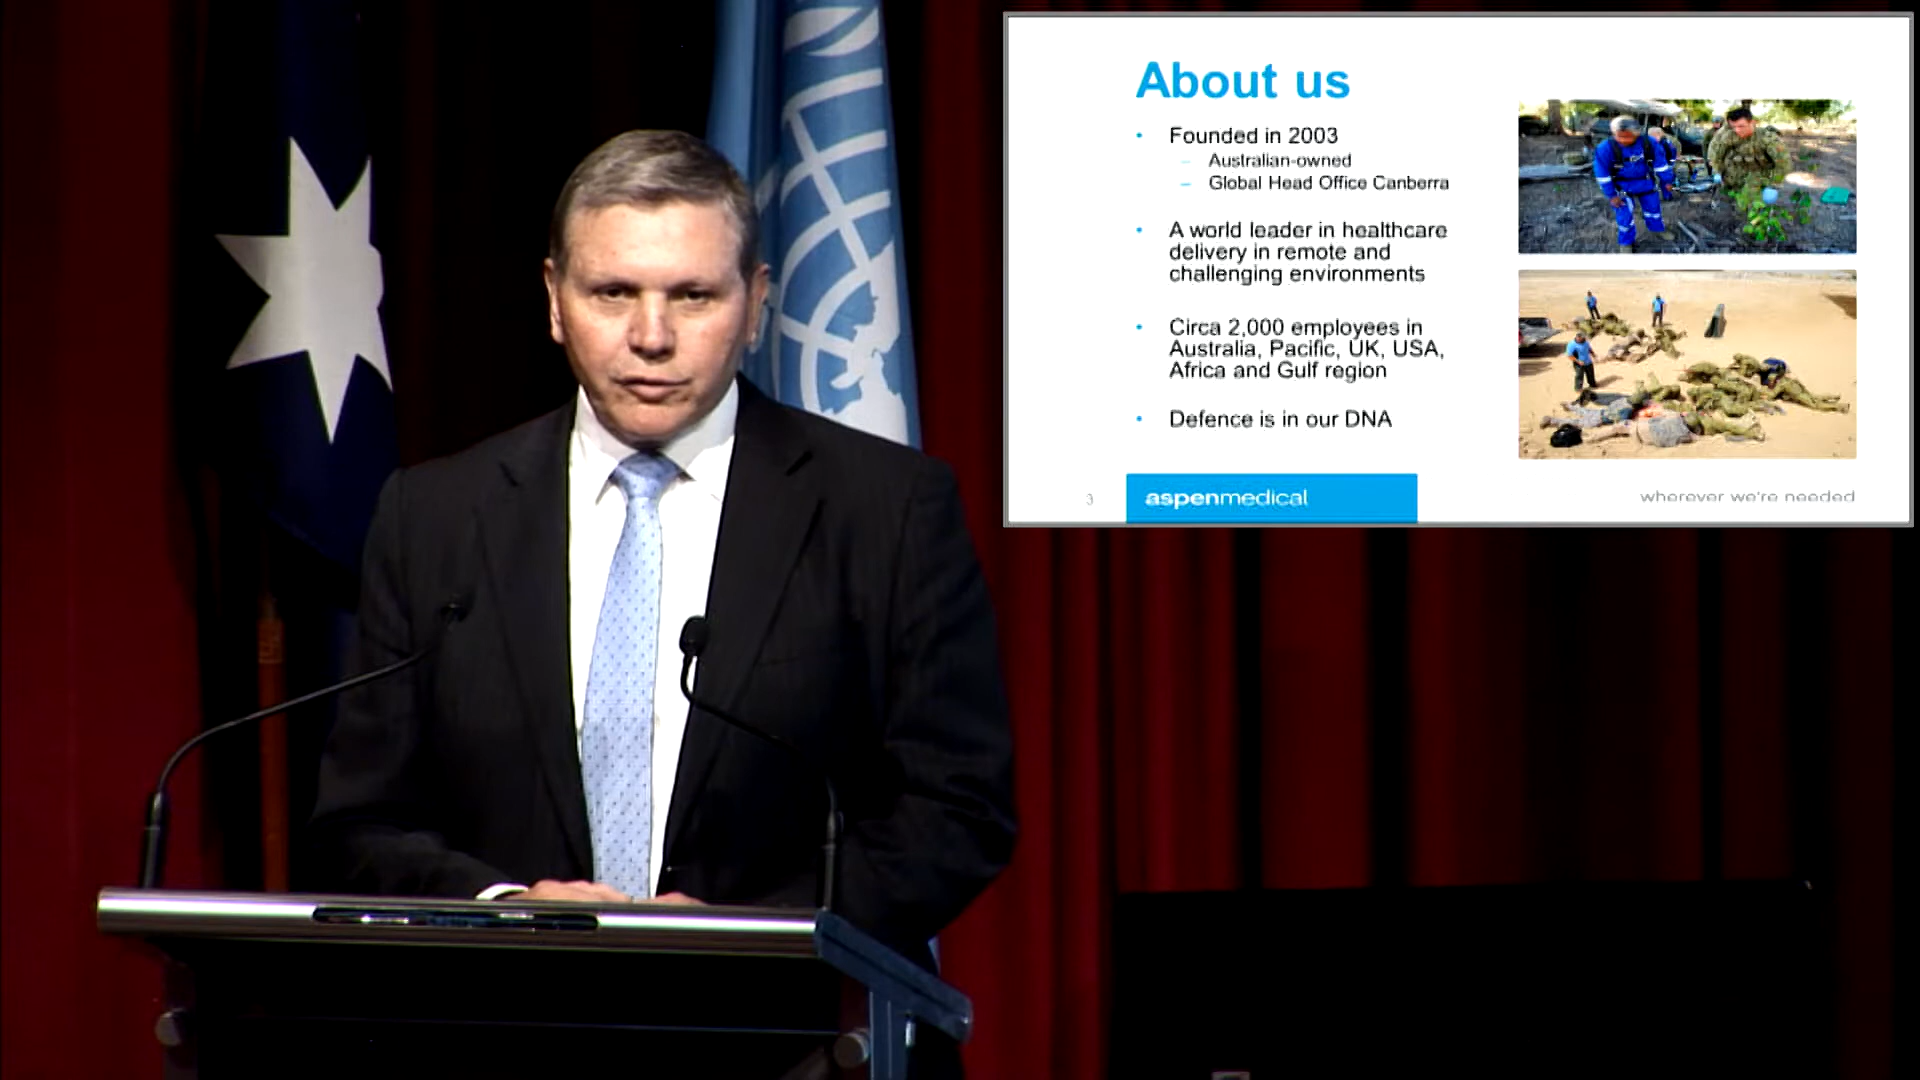 About us
• Founded in 2003
– Australian-owned
– Global Head Office Canberra
• A world leader in healthcare
delivery in remote and
challenging environments
• Circa 2,000 employees in
Australia, Pacific, UK, USA,
Africa and Gulf region
• Defence is in our DNA
3
aspenmedical
wherever we're needed